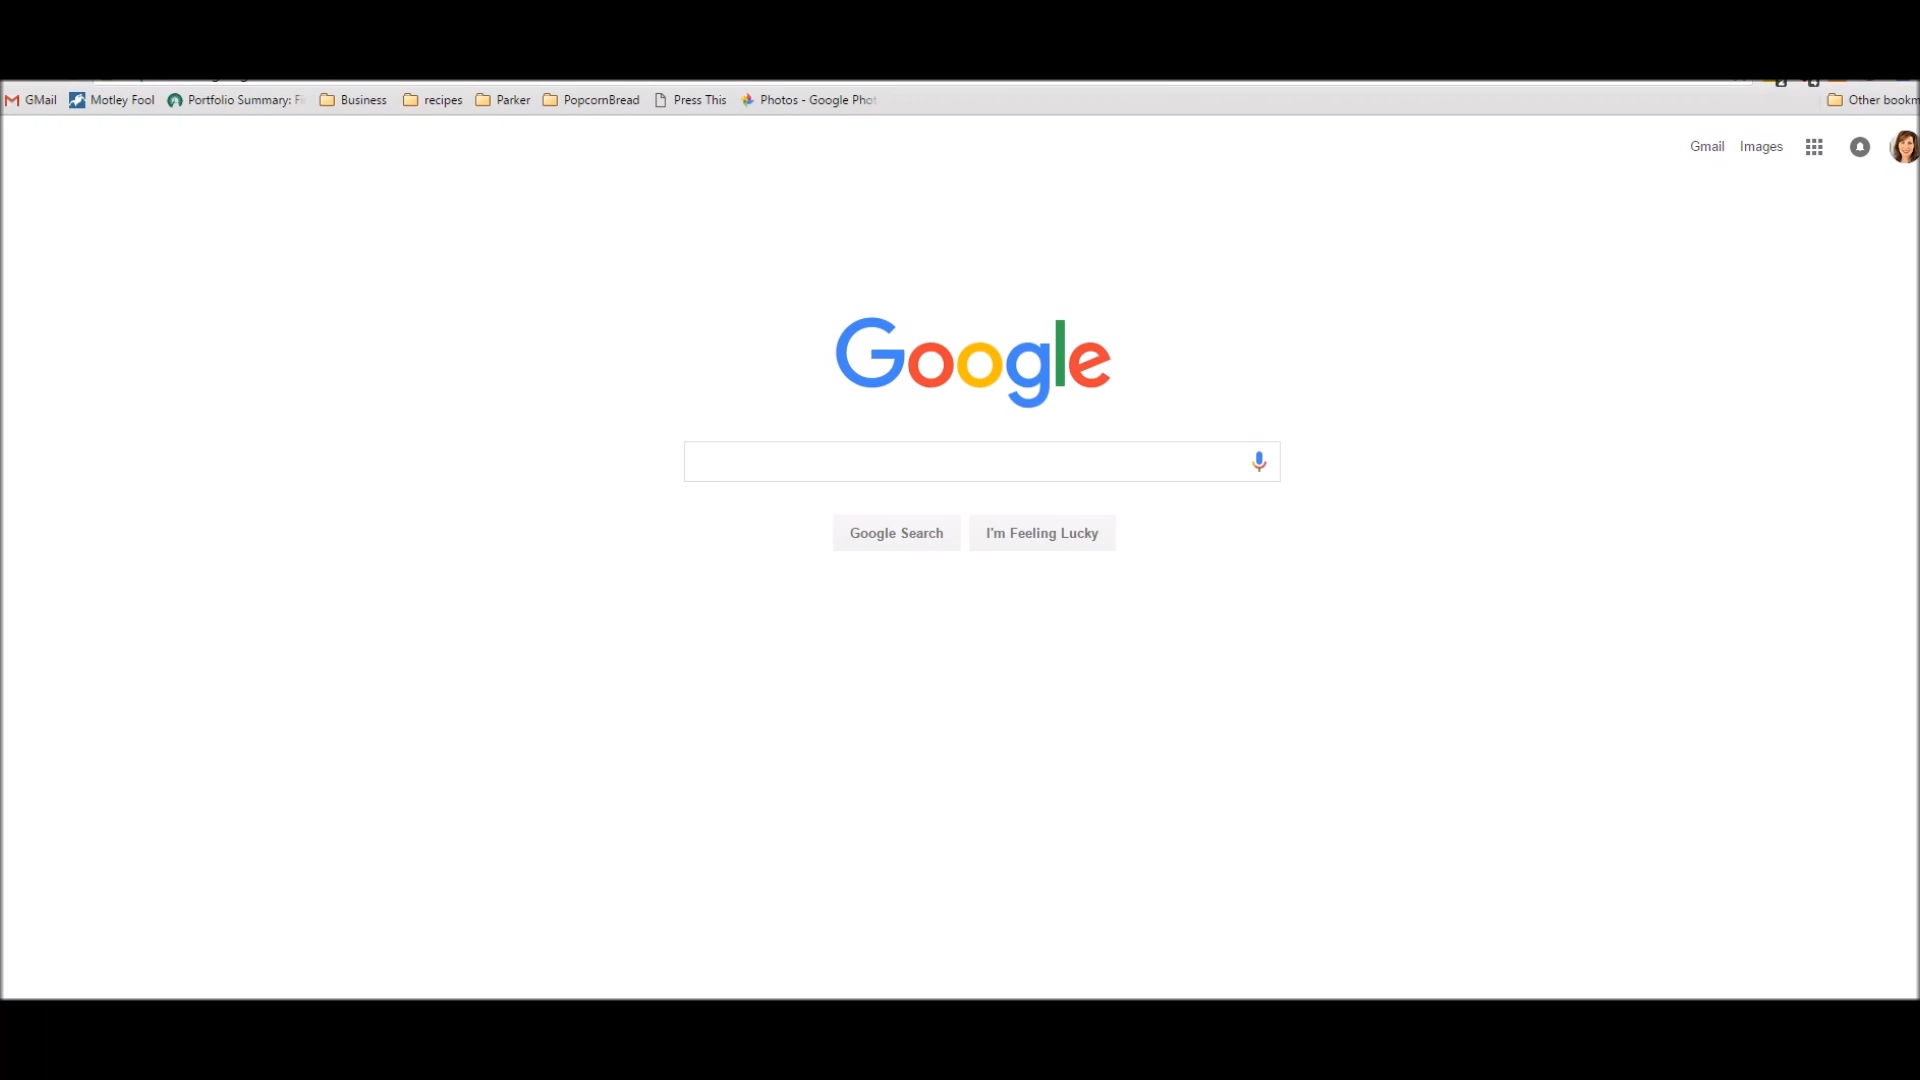 GMail Motley Fool Portfolio Summary: Business recipes Parker PopcornBread Press This Photos - Google Phot Other bookm
Gmail Images
Google
Google Search I'm Feeling Lucky